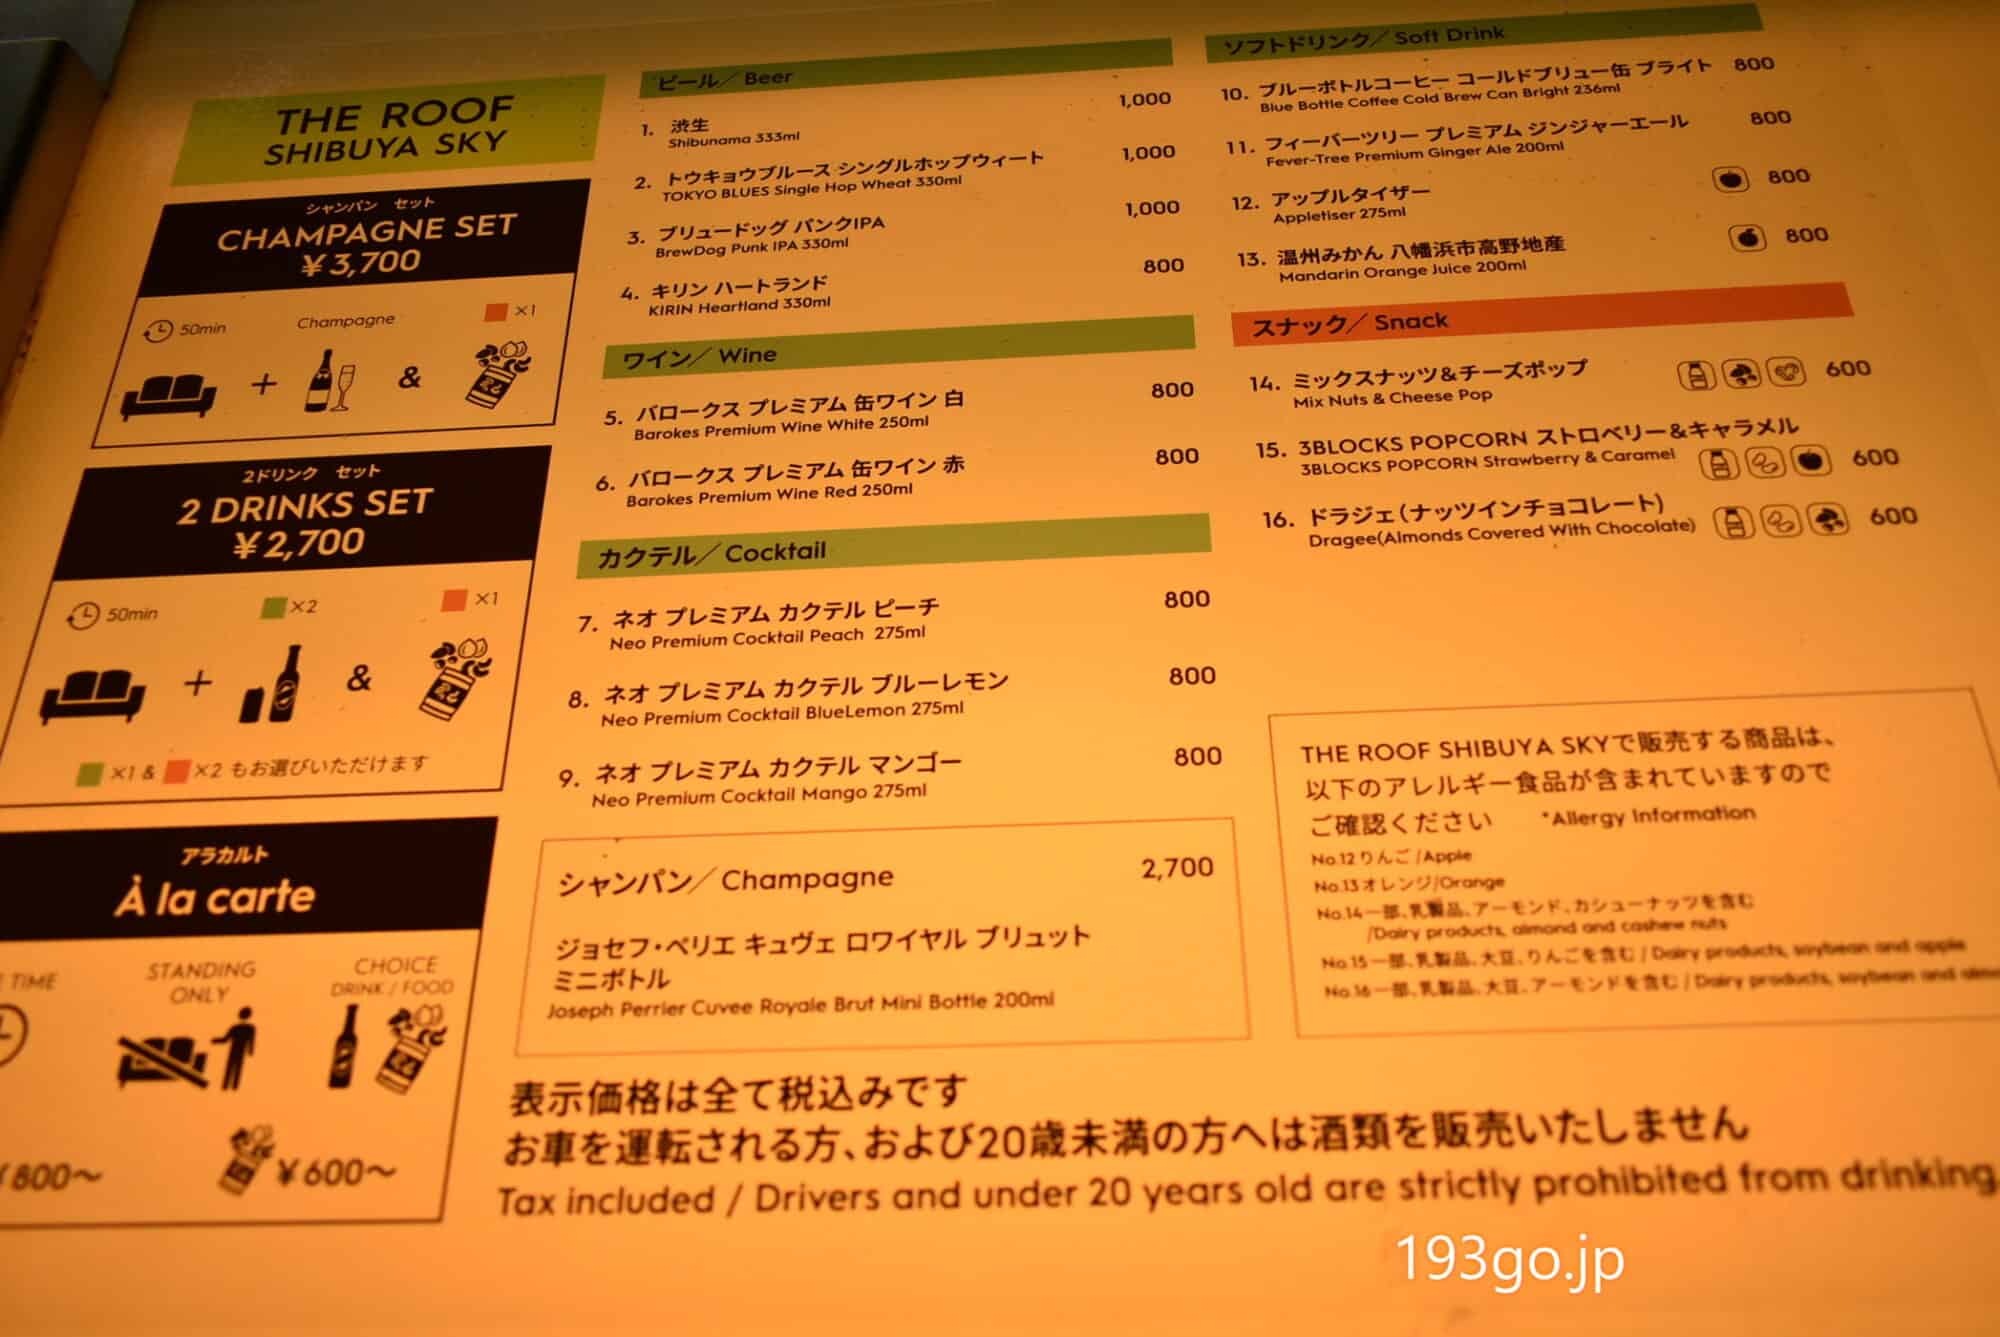 THE ROOF
SHIBUYA SKY
シャンパン セット
CHAMPAGNE SET
¥3,700
50min
Champagne
×1
+
&
2ドリンク セット
2 DRINKS SET
¥2,700
50min
×2
×1
+
&
×1 & ×2 もお選びいただけます
アラカルト
À la carte
TIME
STANDING
ONLY
CHOICE
DRINK / FOOD
¥800〜
¥600〜
ビール／Beer
1. 渋生 1,000
Shibunama 333ml
2. トウキョウブルース シングルホップウィート 1,000
TOKYO BLUES Single Hop Wheat 330ml
3. ブリュードッグ パンクIPA 1,000
BrewDog Punk IPA 330ml
4. キリン ハートランド 800
KIRIN Heartland 330ml
ワイン／Wine
5. バロークス プレミアム 缶ワイン 白 800
Barokes Premium Wine White 250ml
6. バロークス プレミアム 缶ワイン 赤 800
Barokes Premium Wine Red 250ml
カクテル／Cocktail
7. ネオ プレミアム カクテル ピーチ 800
Neo Premium Cocktail Peach 275ml
8. ネオ プレミアム カクテル ブルーレモン 800
Neo Premium Cocktail BlueLemon 275ml
9. ネオ プレミアム カクテル マンゴー 800
Neo Premium Cocktail Mango 275ml
シャンパン／Champagne 2,700
ジョセフ・ペリエ キュヴェ ロワイヤル ブリュット
ミニボトル
Joseph Perrier Cuvee Royale Brut Mini Bottle 200ml
ソフトドリンク／Soft Drink
10. ブルーボトルコーヒー コールドブリュー缶 ブライト 800
Blue Bottle Coffee Cold Brew Can Bright 236ml
11. フィーバーツリー プレミアム ジンジャーエール 800
Fever-Tree Premium Ginger Ale 200ml
12. アップルタイザー 800
Appletiser 275ml
13. 温州みかん 八幡浜市高野地産 800
Mandarin Orange Juice 200ml
スナック／Snack
14. ミックスナッツ&チーズポップ 600
Mix Nuts & Cheese Pop
15. 3BLOCKS POPCORN ストロベリー&キャラメル
3BLOCKS POPCORN Strawberry & Caramel 600
16. ドラジェ(ナッツインチョコレート)
Dragee(Almonds Covered With Chocolate) 600
THE ROOF SHIBUYA SKYで販売する商品は、
以下のアレルギー食品が含まれていますので
ご確認ください *Allergy Information
No.12りんご/Apple
No.13オレンジ/Orange
No.14一部、乳製品、アーモンド、カシューナッツを含む
/Dairy products, almond and cashew nuts
No.15一部、乳製品、大豆、りんごを含む / Dairy products, soybean and apple
No.16一部、乳製品、大豆、アーモンドを含む / Dairy products, soybean and
表示価格は全て税込みです
お車を運転される方、および20歳未満の方へは酒類を販売いたしません
Tax included / Drivers and under 20 years old are strictly prohibited from drinking.
193go.jp